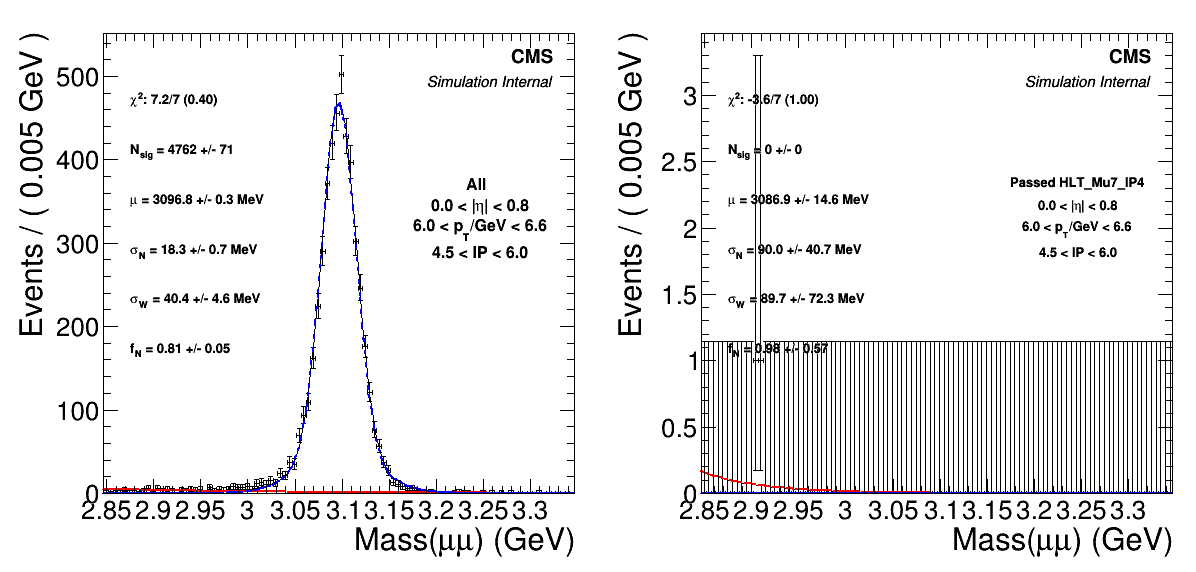 CMS
Simulation Internal
χ²: 7.2/7 (0.40)
N_sig = 4762 +/- 71
μ = 3096.8 +/- 0.3 MeV
σ_N = 18.3 +/- 0.7 MeV
σ_W = 40.4 +/- 4.6 MeV
f_N = 0.81 +/- 0.05
All
0.0 < |η| < 0.8
6.0 < p_T/GeV < 6.6
4.5 < IP < 6.0
Events / ( 0.005 GeV )
500
400
300
200
100
0
2.85 2.9 2.95 3 3.05 3.1 3.15 3.2 3.25 3.3
Mass(μμ) (GeV)
CMS
Simulation Internal
χ²: -3.6/7 (1.00)
N_sig = 0 +/- 0
μ = 3086.9 +/- 14.6 MeV
σ_N = 90.0 +/- 40.7 MeV
σ_W = 89.7 +/- 72.3 MeV
f_N = 0.98 +/- 0.57
Passed HLT_Mu7_IP4
0.0 < |η| < 0.8
6.0 < p_T/GeV < 6.6
4.5 < IP < 6.0
Events / ( 0.005 GeV )
3
2.5
2
1.5
1
0.5
0
2.85 2.9 2.95 3 3.05 3.1 3.15 3.2 3.25 3.3
Mass(μμ) (GeV)